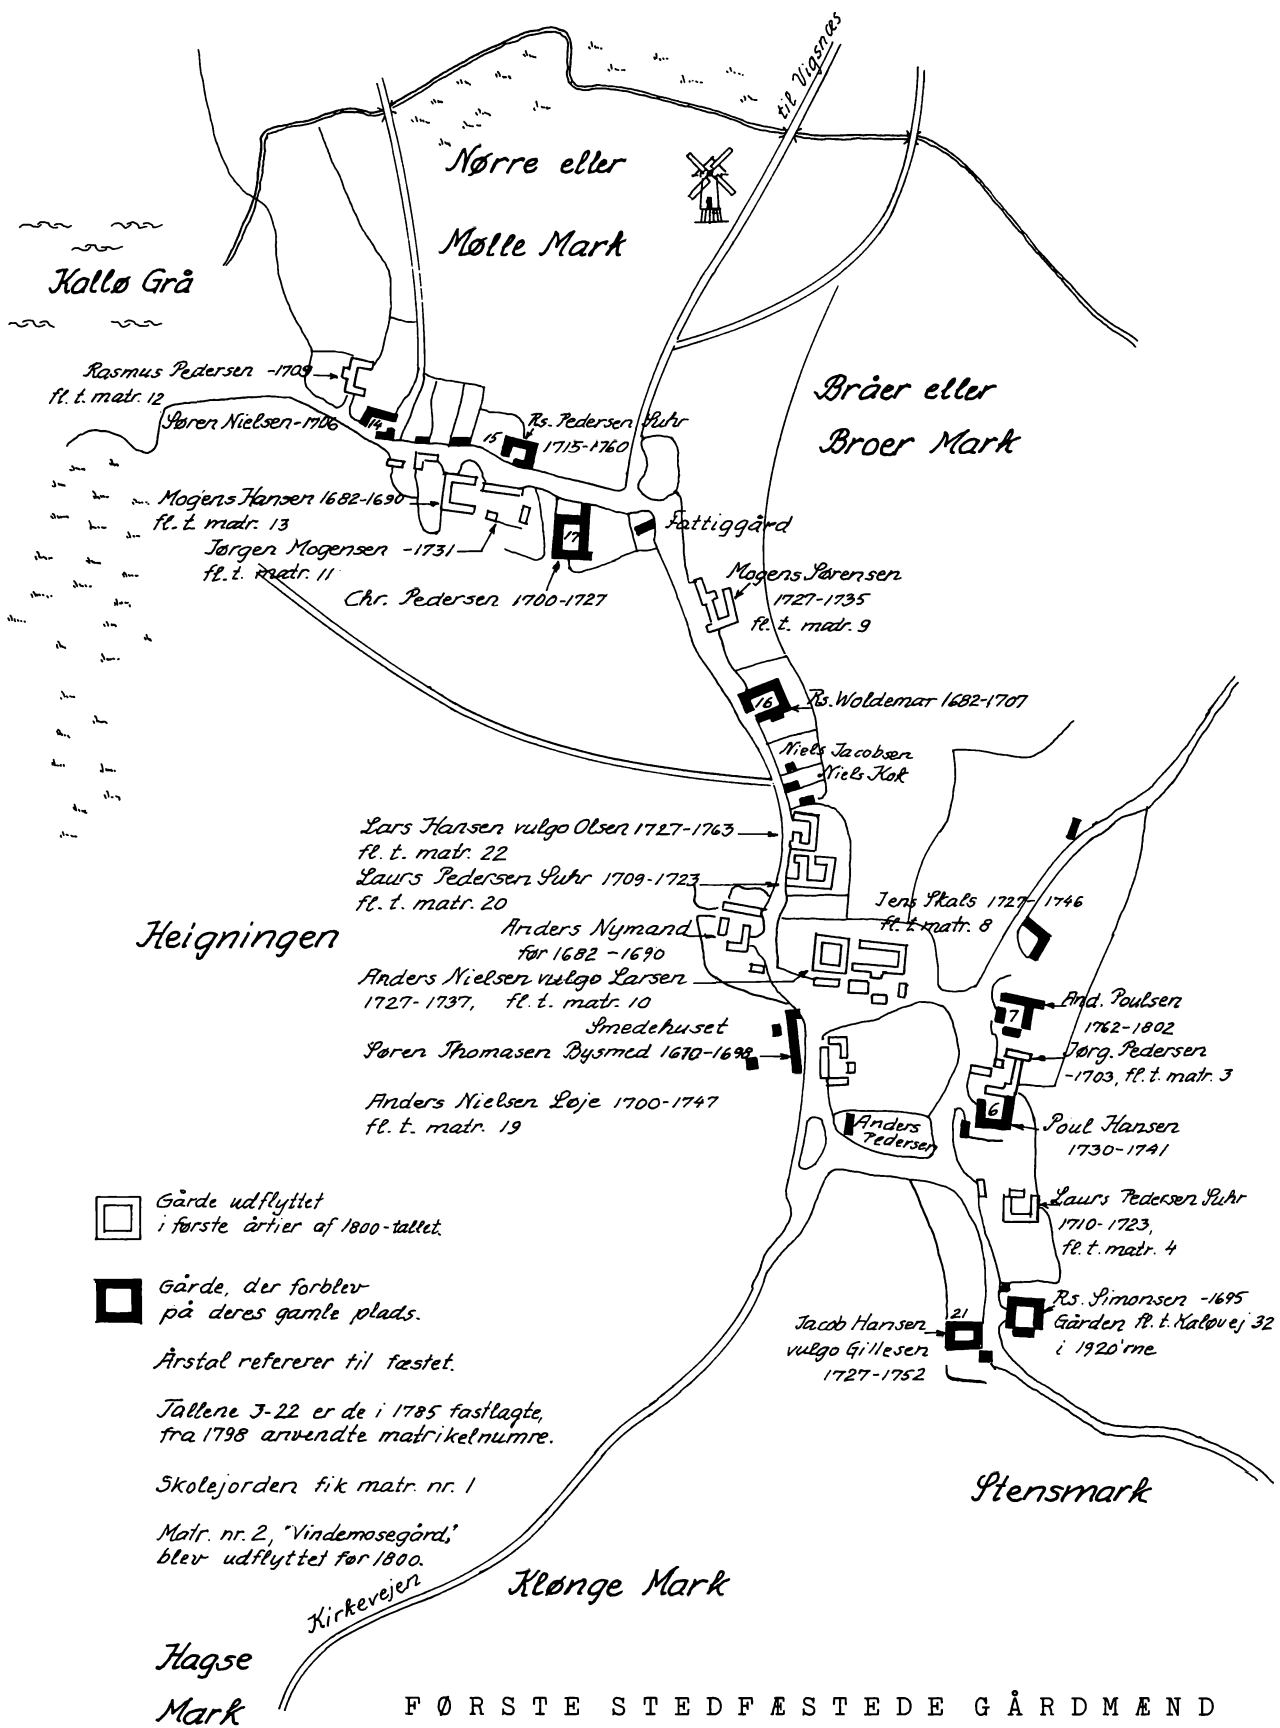 til Vigsnæs
Nørre eller
Mølle Mark
Kallø Grå
Bråer eller
Broer Mark
Rasmus Pedersen -1709
fl. t. matr. 12
Søren Nielsen-1706
14
15
Rs. Pedersen Suhr
1715-1760
Mogens Hansen 1682-1690
fl. t. matr. 13
Jørgen Mogensen -1731
fl. t. matr. 11
17
Chr. Pedersen 1700-1727
Fattiggård
Mogens Sørensen
1727-1735
fl. t. matr. 9
16
Rs. Woldemar 1682-1707
Niels Jacobsen
Niels Kok
Lars Hansen vulgo Olsen 1727-1763
fl. t. matr. 22
Laurs Pedersen Suhr 1709-1723
fl. t. matr. 20
Jens Skals 1727-1746
fl. t. matr. 8
Heigningen
Anders Nymand
før 1682 -1690
Anders Nielsen vulgo Larsen
1727-1737, fl. t. matr. 10
Smedehuset
Søren Thomasen Bysmed 1670-1698
Anders Nielsen Løje 1700-1747
fl. t. matr. 19
7
And. Poulsen
1762-1802
Jørg. Pedersen
-1703, fl. t. matr. 3
6
Poul Hansen
1730-1741
Anders
Pedersen
Laurs Pedersen Suhr
1710-1723,
fl. t. matr. 4
Rs. Simonsen -1695
Gården fl. t. Kaløvej 32
i 1920'rne
21
Jacob Hansen
vulgo Gillesen
1727-1752
Gårde udflyttet
i første årtier af 1800-tallet.
Gårde, der forblev
på deres gamle plads.
Årstal refererer til fæstet.
Tallene 3-22 er de i 1785 fastlagte,
fra 1798 anvendte matrikelnumre.
Skolejorden fik matr. nr. 1
Matr. nr. 2, "Vindemosegård,"
blev udflyttet før 1800.
Stensmark
Klønge Mark
Kirkevejen
Hagse
Mark
FØRSTE STEDFÆSTEDE GÅRDMÆND